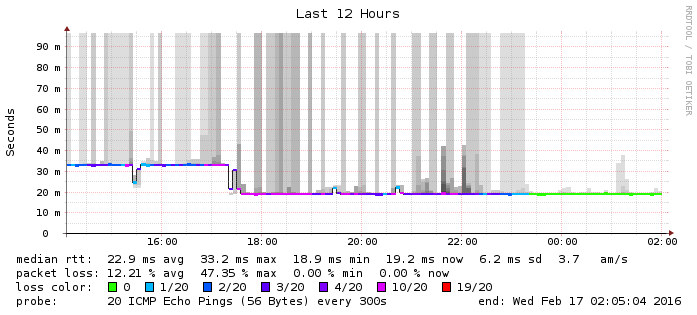 Last 12 Hours
RRDTOOL / TOBI OETIKER
Seconds
90 m
80 m
70 m
60 m
50 m
40 m
30 m
20 m
10 m
0
16:00 18:00 20:00 22:00 00:00 02:00
median rtt: 22.9 ms avg 33.2 ms max 18.9 ms min 19.2 ms now 6.2 ms sd 3.7 am/s
packet loss: 12.21 % avg 47.35 % max 0.00 % min 0.00 % now
loss color: 0 1/20 2/20 3/20 4/20 10/20 19/20
probe: 20 ICMP Echo Pings (56 Bytes) every 300s end: Wed Feb 17 02:05:04 2016